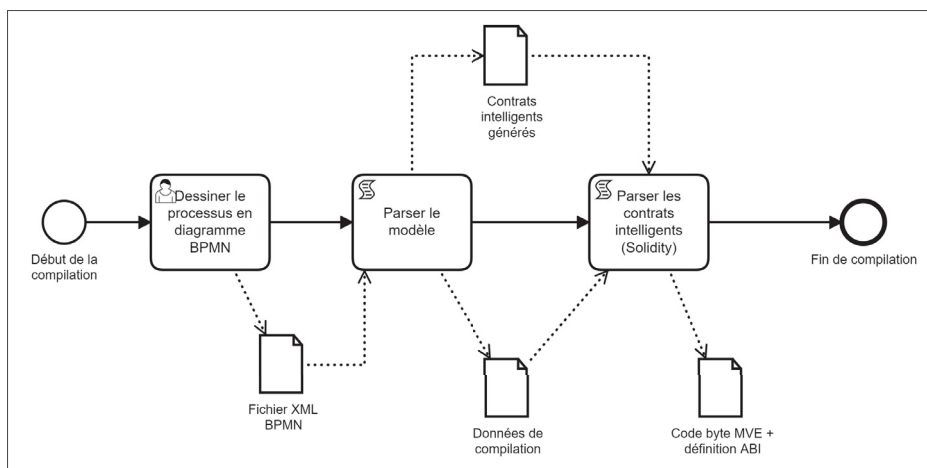 Contrats
intelligents
générés
Dessiner le
processus en
diagramme
BPMN
Parser le
modèle
Parser les
contrats
intelligents
(Solidity)
Début de la
compilation
Fin de compilation
Fichier XML
BPMN
Données de
compilation
Code byte MVE +
définition ABI